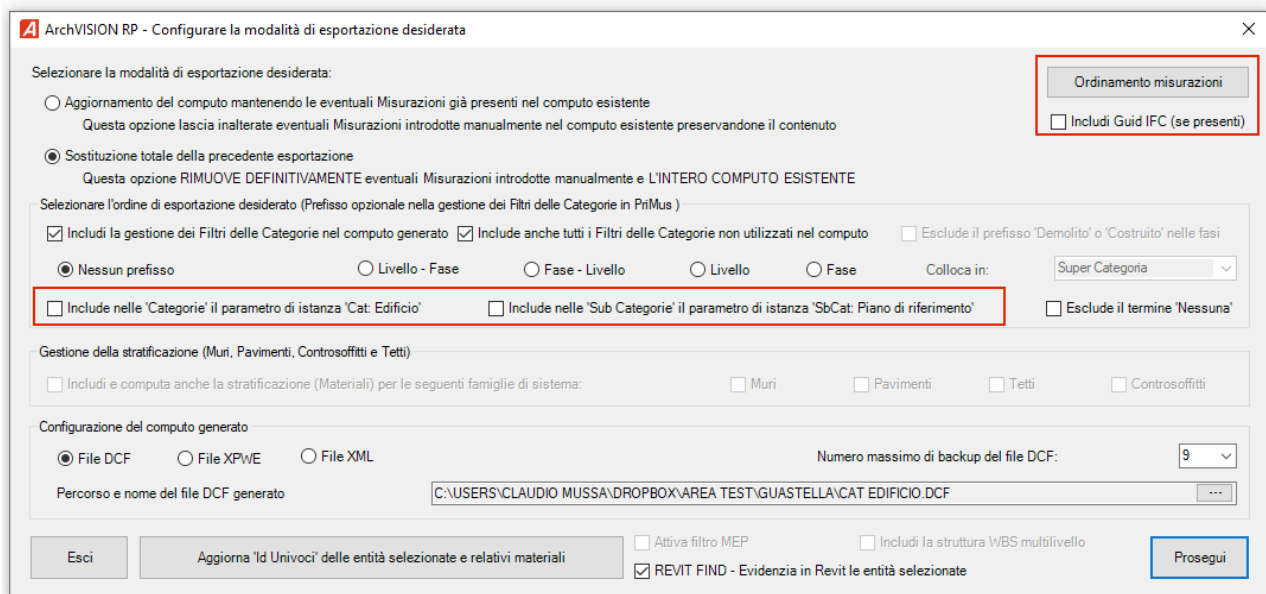 ArchVISION RP - Configurare la modalità di esportazione desiderata
Selezionare la modalità di esportazione desiderata:
Ordinamento misurazioni
Aggiornamento del computo mantenendo le eventuali Misurazioni già presenti nel computo esistente
Questa opzione lascia inalterate eventuali Misurazioni introdotte manualmente nel computo esistente preservandone il contenuto
Includi Guid IFC (se presenti)
Sostituzione totale della precedente esportazione
Questa opzione RIMUOVE DEFINITIVAMENTE eventuali Misurazioni introdotte manualmente e L'INTERO COMPUTO ESISTENTE
Selezionare l'ordine di esportazione desiderato (Prefisso opzionale nella gestione dei Filtri delle Categorie in PriMus )
Includi la gestione dei Filtri delle Categorie nel computo generato Include anche tutti i Filtri delle Categorie non utilizzati nel computo Esclude il prefisso 'Demolito' o 'Costruito' nelle fasi
Nessun prefisso Livello - Fase Fase - Livello Livello Fase Colloca in: Super Categoria
Include nelle 'Categorie' il parametro di istanza 'Cat: Edificio' Include nelle 'Sub Categorie' il parametro di istanza 'SbCat: Piano di riferimento' Esclude il termine 'Nessuna'
Gestione della stratificazione (Muri, Pavimenti, Controsoffitti e Tetti)
Includi e computa anche la stratificazione (Materiali) per le seguenti famiglie di sistema: Muri Pavimenti Tetti Controsoffitti
Configurazione del computo generato
File DCF File XPWE File XML Numero massimo di backup del file DCF: 9
Percorso e nome del file DCF generato C:\USERS\CLAUDIO MUSSA\DROPBOX\AREA TEST\GUASTELLA\CAT EDIFICIO.DCF ...
Esci Aggiorna 'Id Univoci' delle entità selezionate e relativi materiali Attiva filtro MEP Includi la struttura WBS multilivello Prosegui
REVIT FIND - Evidenzia in Revit le entità selezionate